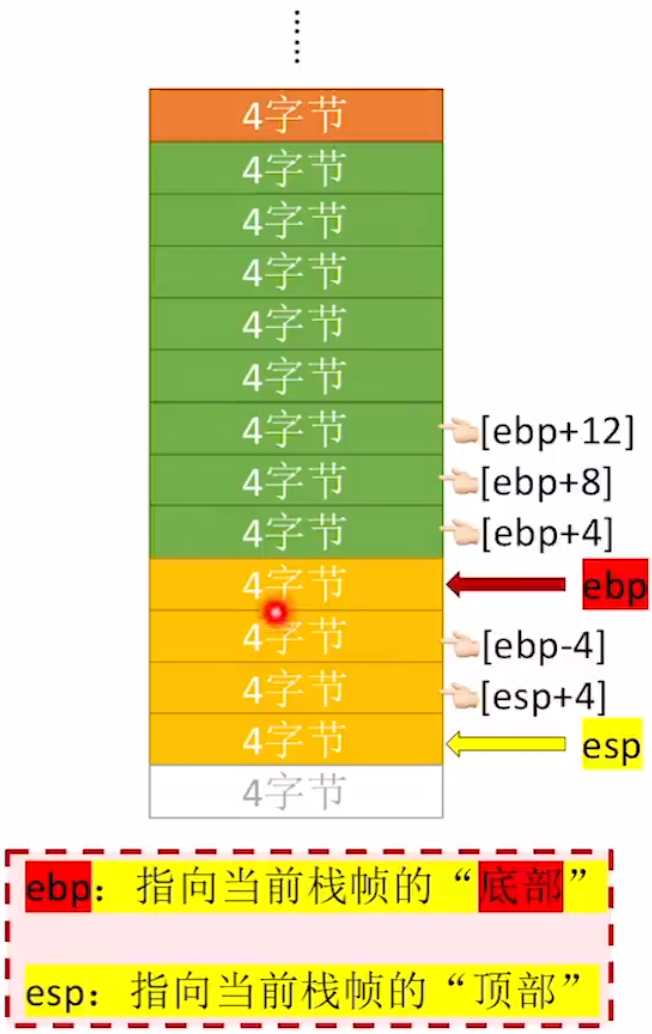 4字节
4字节
4字节
4字节
4字节
4字节
4字节 [ebp+12]
4字节 [ebp+8]
4字节 [ebp+4]
4字节 ebp
4字节 [ebp-4]
4字节 [esp+4]
4字节 esp
4字节
ebp：指向当前栈帧的“底部”
esp：指向当前栈帧的“顶部”